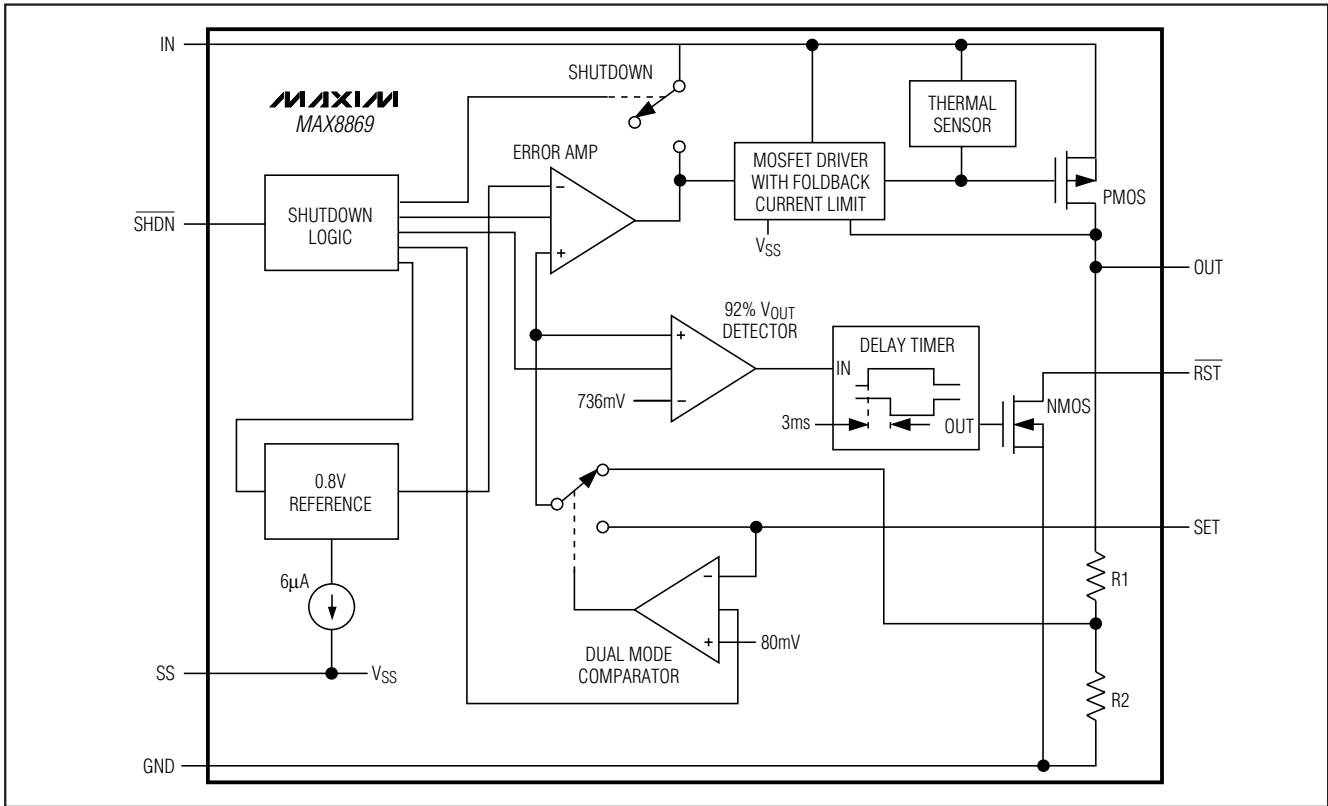 IN
SHUTDOWN
MAXIM
MAX8869
THERMAL
SENSOR
ERROR AMP
MOSFET DRIVER
WITH FOLDBACK
CURRENT LIMIT
PMOS
SHDN
SHUTDOWN
LOGIC
−
+
VSS
OUT
92% VOUT
DETECTOR
DELAY TIMER
+
−
IN
RST
736mV
3ms
OUT
NMOS
0.8V
REFERENCE
SET
6µA
−
+
80mV
R1
DUAL MODE
COMPARATOR
SS
VSS
R2
GND